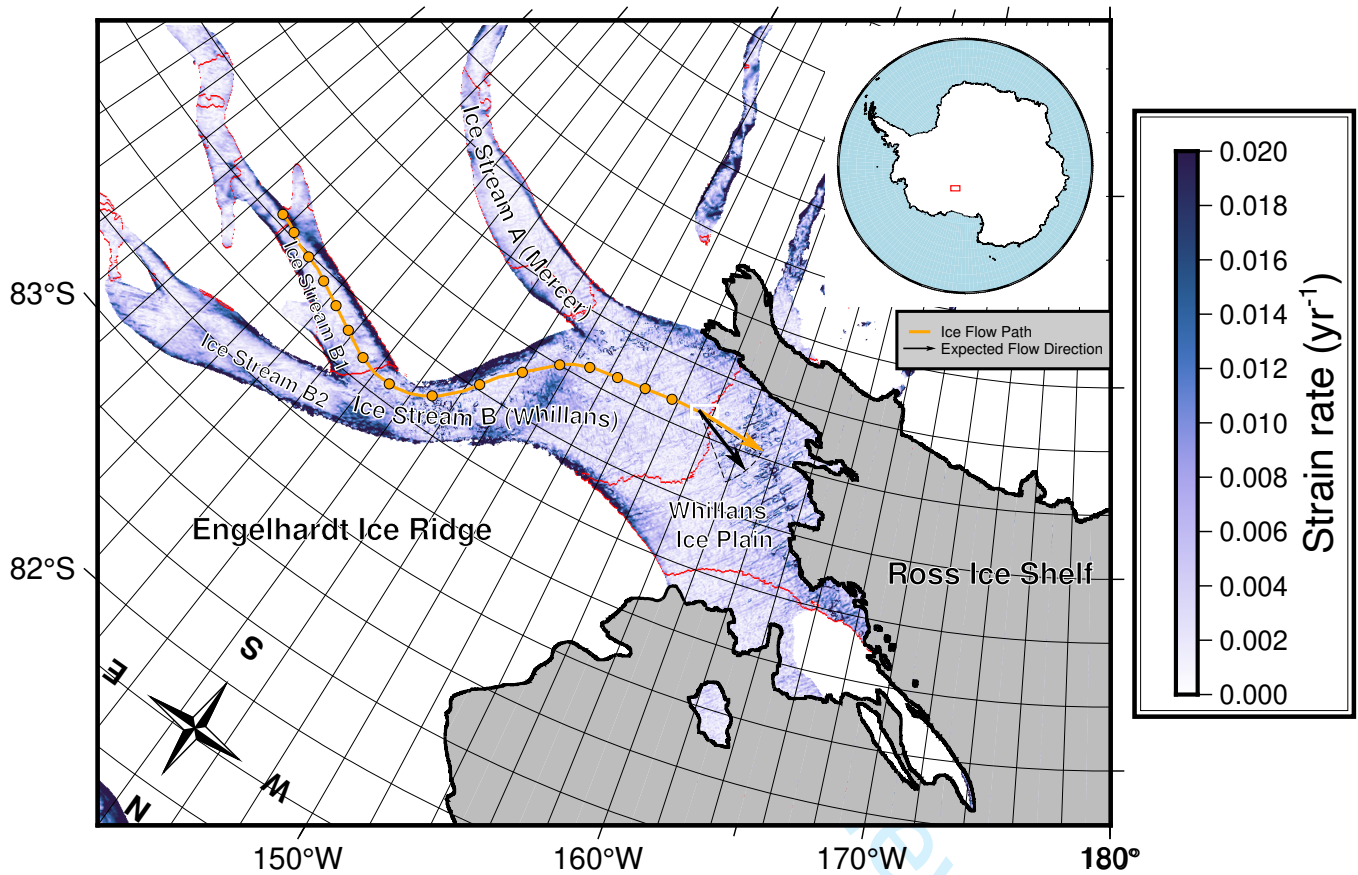 Ice Stream A (Mercer)
Ice Stream B1
Ice Stream B2
Ice Stream B (Whillans)
Ice Flow Path
Expected Flow Direction
Whillans
Ice Plain
Engelhardt Ice Ridge
Ross Ice Shelf
83°S
82°S
S
E
W
N
150°W
160°W
170°W
180°
0.020
0.018
0.016
0.014
0.012
0.010
0.008
0.006
0.004
0.002
0.000
Strain rate (yr⁻¹)